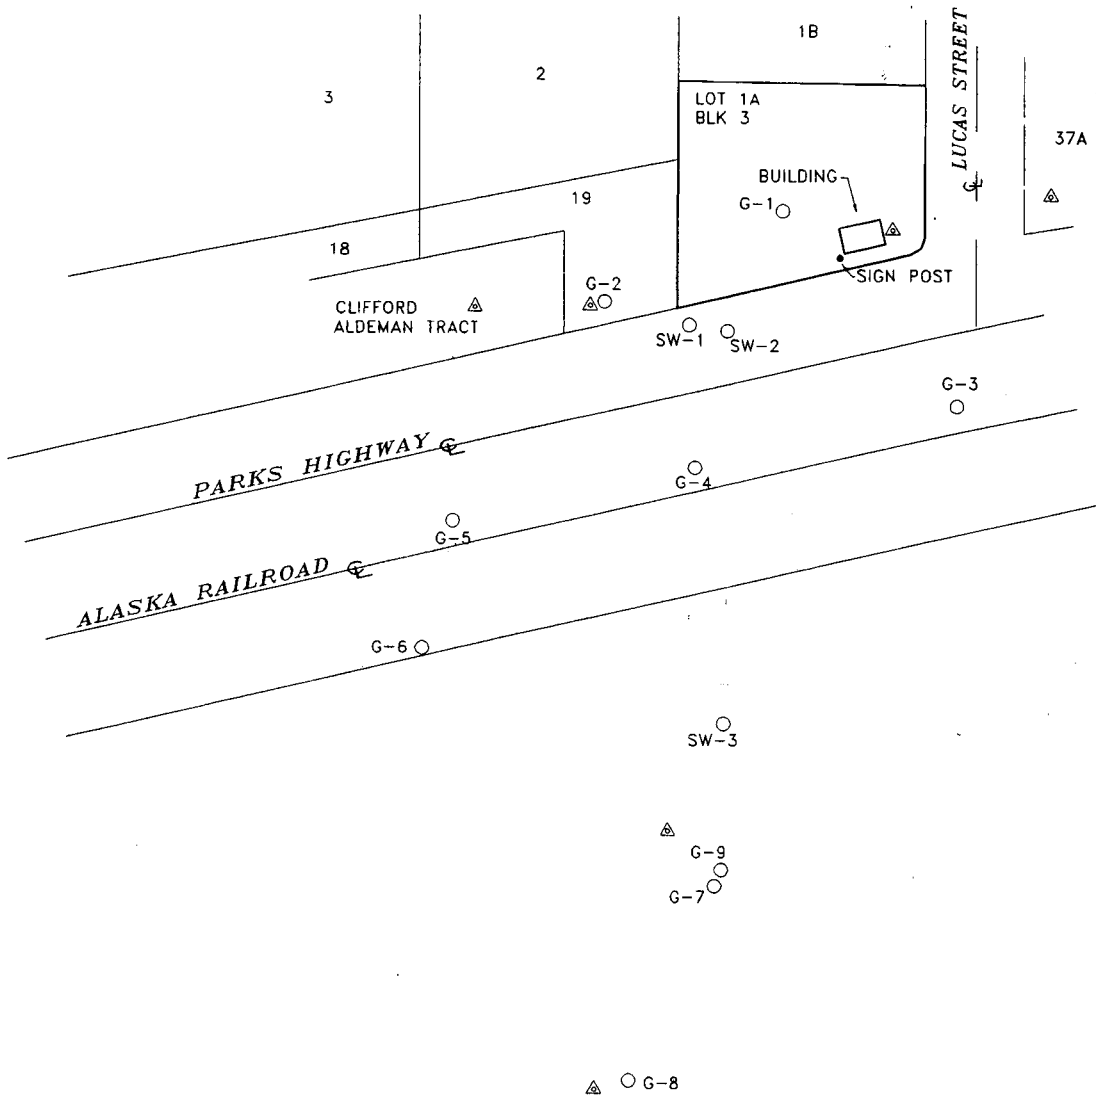 1B
LUCAS STREET
2
3
LOT 1A
BLK 3
37A
BUILDING
℄
G-1
19
18
SIGN POST
G-2
CLIFFORD
ALDEMAN TRACT
SW-1
SW-2
G-3
PARKS HIGHWAY ℄
G-4
G-5
ALASKA RAILROAD ℄
G-6
SW-3
G-9
G-7
G-8